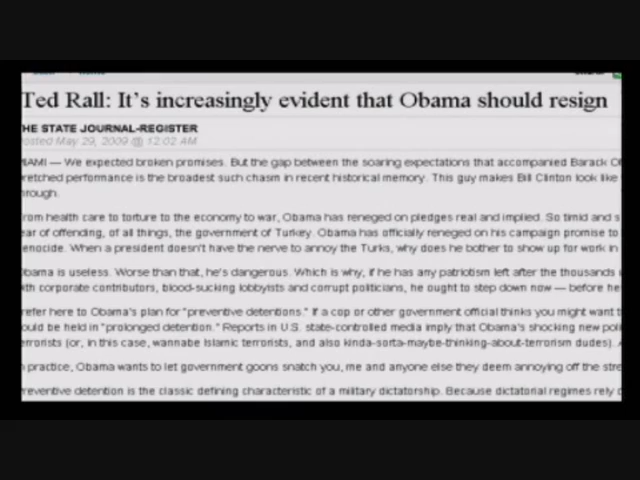 Ted Rall: It's increasingly evident that Obama should resign
HE STATE JOURNAL-REGISTER
osted May 29, 2009 @ 12:02 AM
IAMI — We expected broken promises. But the gap between the soaring expectations that accompanied Barack O
retched performance is the broadest such chasm in recent historical memory. This guy makes Bill Clinton look like
hrough.
rom health care to torture to the economy to war, Obama has reneged on pledges real and implied. So timid and s
ear of offending, of all things, the government of Turkey. Obama has officially reneged on his campaign promise to
enocide. When a president doesn't have the nerve to annoy the Turks, why does he bother to show up for work in
bama is useless. Worse than that, he's dangerous. Which is why, if he has any patriotism left after the thousands
ith corporate contributors, blood-sucking lobbyists and corrupt politicians, he ought to step down now — before he
refer here to Obama's plan for "preventive detentions." If a cop or other government official thinks you might want t
ould be held in "prolonged detention." Reports in U.S. state-controlled media imply that Obama's shocking new poli
errorists (or, in this case, wannabe Islamic terrorists, and also kinda-sorta-maybe-thinking-about-terrorism dudes).
n practice, Obama wants to let government goons snatch you, me and anyone else they deem annoying off the stre
reventive detention is the classic defining characteristic of a military dictatorship. Because dictatorial regimes rely